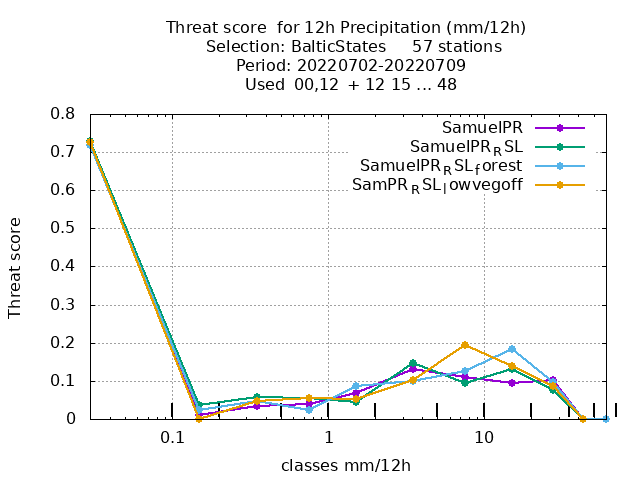 Threat score  for 12h Precipitation (mm/12h)
Selection: BalticStates     57 stations
Period: 20220702-20220709
Used  00,12  + 12 15 ... 48
0.8
0.7
0.6
0.5
0.4
0.3
0.2
0.1
0
Threat score
SamuelPR
SamuelPR_RSL
SamuelPR_RSL_forest
SamPR_RSL_lowvegoff
0.1 1 10
classes mm/12h